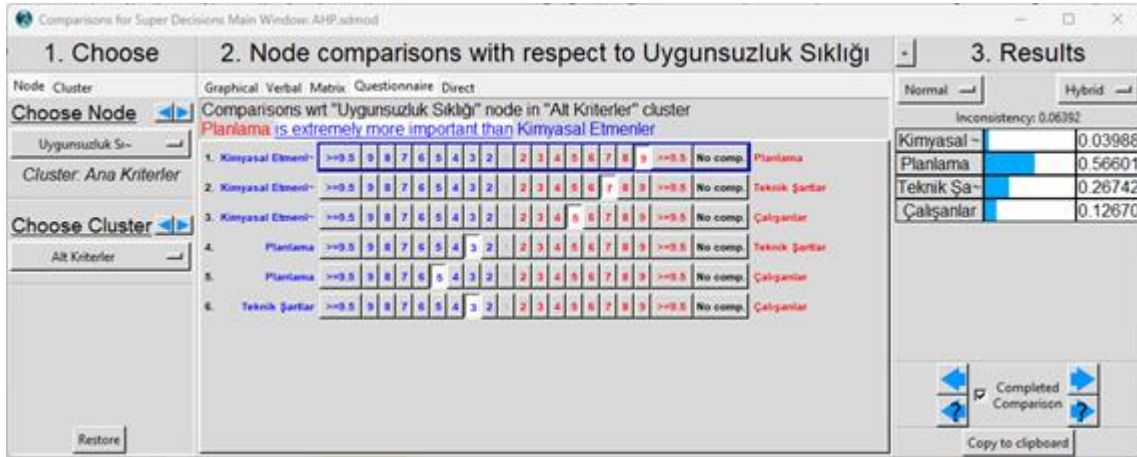 Comparisons for Super Decisions Main Window: AHP.sdmod
1. Choose
Node Cluster
Choose Node
Uygunsuzluk Sı~
Cluster: Ana Kriterler
Choose Cluster
Alt Kriterler
Restore
2. Node comparisons with respect to Uygunsuzluk Sıklığı
Graphical Verbal Matrix Questionnaire Direct
Comparisons wrt "Uygunsuzluk Sıklığı" node in "Alt Kriterler" cluster
Planlama is extremely more important than Kimyasal Etmenler
1. Kimyasal Etmenl~ >=9.5 9 8 7 6 5 4 3 2 2 3 4 5 6 7 8 9 >=9.5 No comp. Planlama
2. Kimyasal Etmenl~ >=9.5 9 8 7 6 5 4 3 2 2 3 4 5 6 7 8 9 >=9.5 No comp. Teknik Şartlar
3. Kimyasal Etmenl~ >=9.5 9 8 7 6 5 4 3 2 2 3 4 5 6 7 8 9 >=9.5 No comp. Çalışanlar
4. Planlama >=9.5 9 8 7 6 5 4 3 2 2 3 4 5 6 7 8 9 >=9.5 No comp. Teknik Şartlar
5. Planlama >=9.5 9 8 7 6 5 4 3 2 2 3 4 5 6 7 8 9 >=9.5 No comp. Çalışanlar
6. Teknik Şartlar >=9.5 9 8 7 6 5 4 3 2 2 3 4 5 6 7 8 9 >=9.5 No comp. Çalışanlar
- 3. Results
Normal Hybrid
Inconsistency: 0.06392
Kimyasal ~ 0.03988
Planlama 0.56601
Teknik Şa~ 0.26742
Çalışanlar 0.12670
Completed
Comparison
? ?
Copy to clipboard